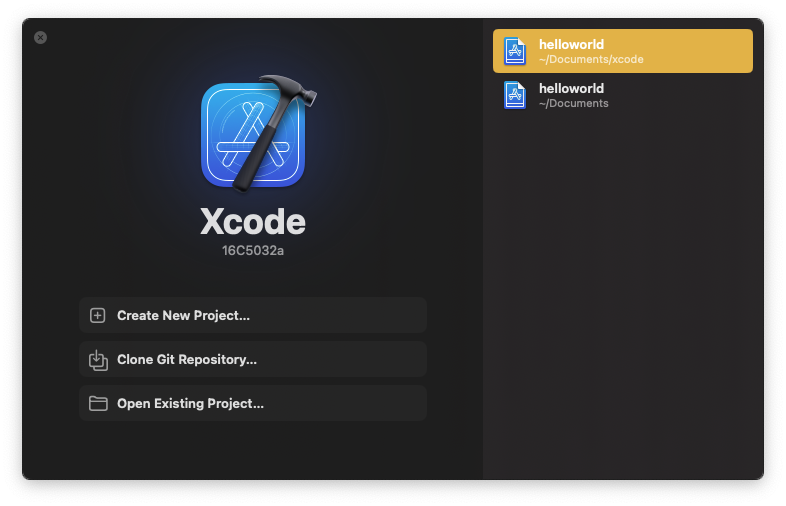 Xcode
16C5032a
Create New Project...
Clone Git Repository...
Open Existing Project...
helloworld
~/Documents/xcode
helloworld
~/Documents